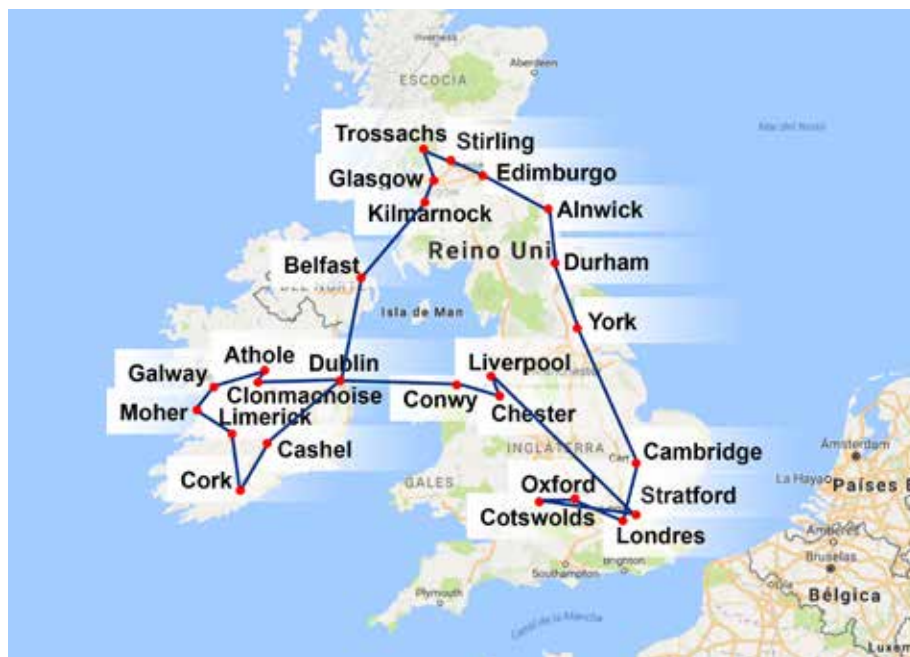 Inverness
Aberdeen
ESCOCIA
Trossachs
Stirling
Mar del Norte
Glasgow
Edimburgo
Kilmarnock
Alnwick
Reino Uni
Belfast
Durham
Isla de Man
York
Athole
Dublin
Liverpool
Galway
Clonmacnoise
Conwy
Moher
Limerick
Chester
Cashel
INGLATERRA
Cambridge
Ámsterdam
Cork
GALES
Oxford
Stratford
La Haya
Países B
Cotswolds
Londres
Amberes
Brighton
Southampton
Bruselas
Plymouth
Bélgica
Canal de la Mancha
Luxem